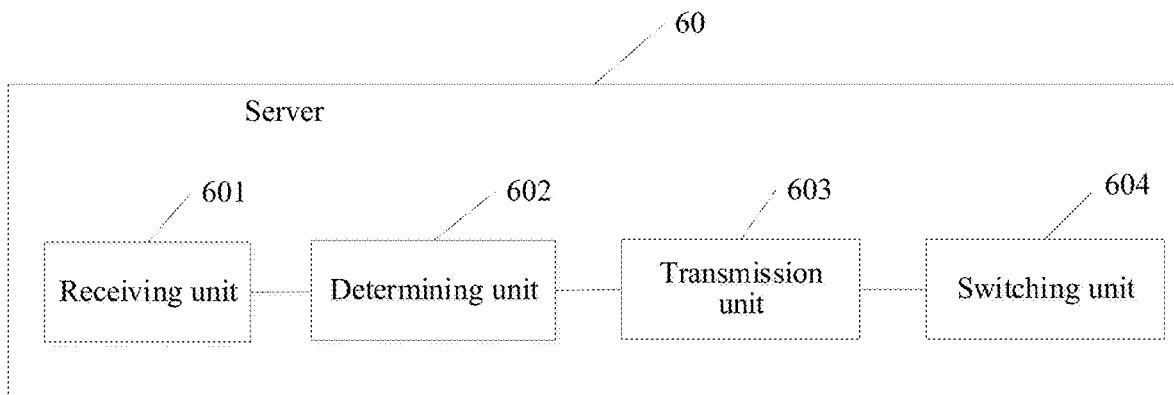 60
Server
601
602
603
604
Receiving unit
Determining unit
Transmission
unit
Switching unit